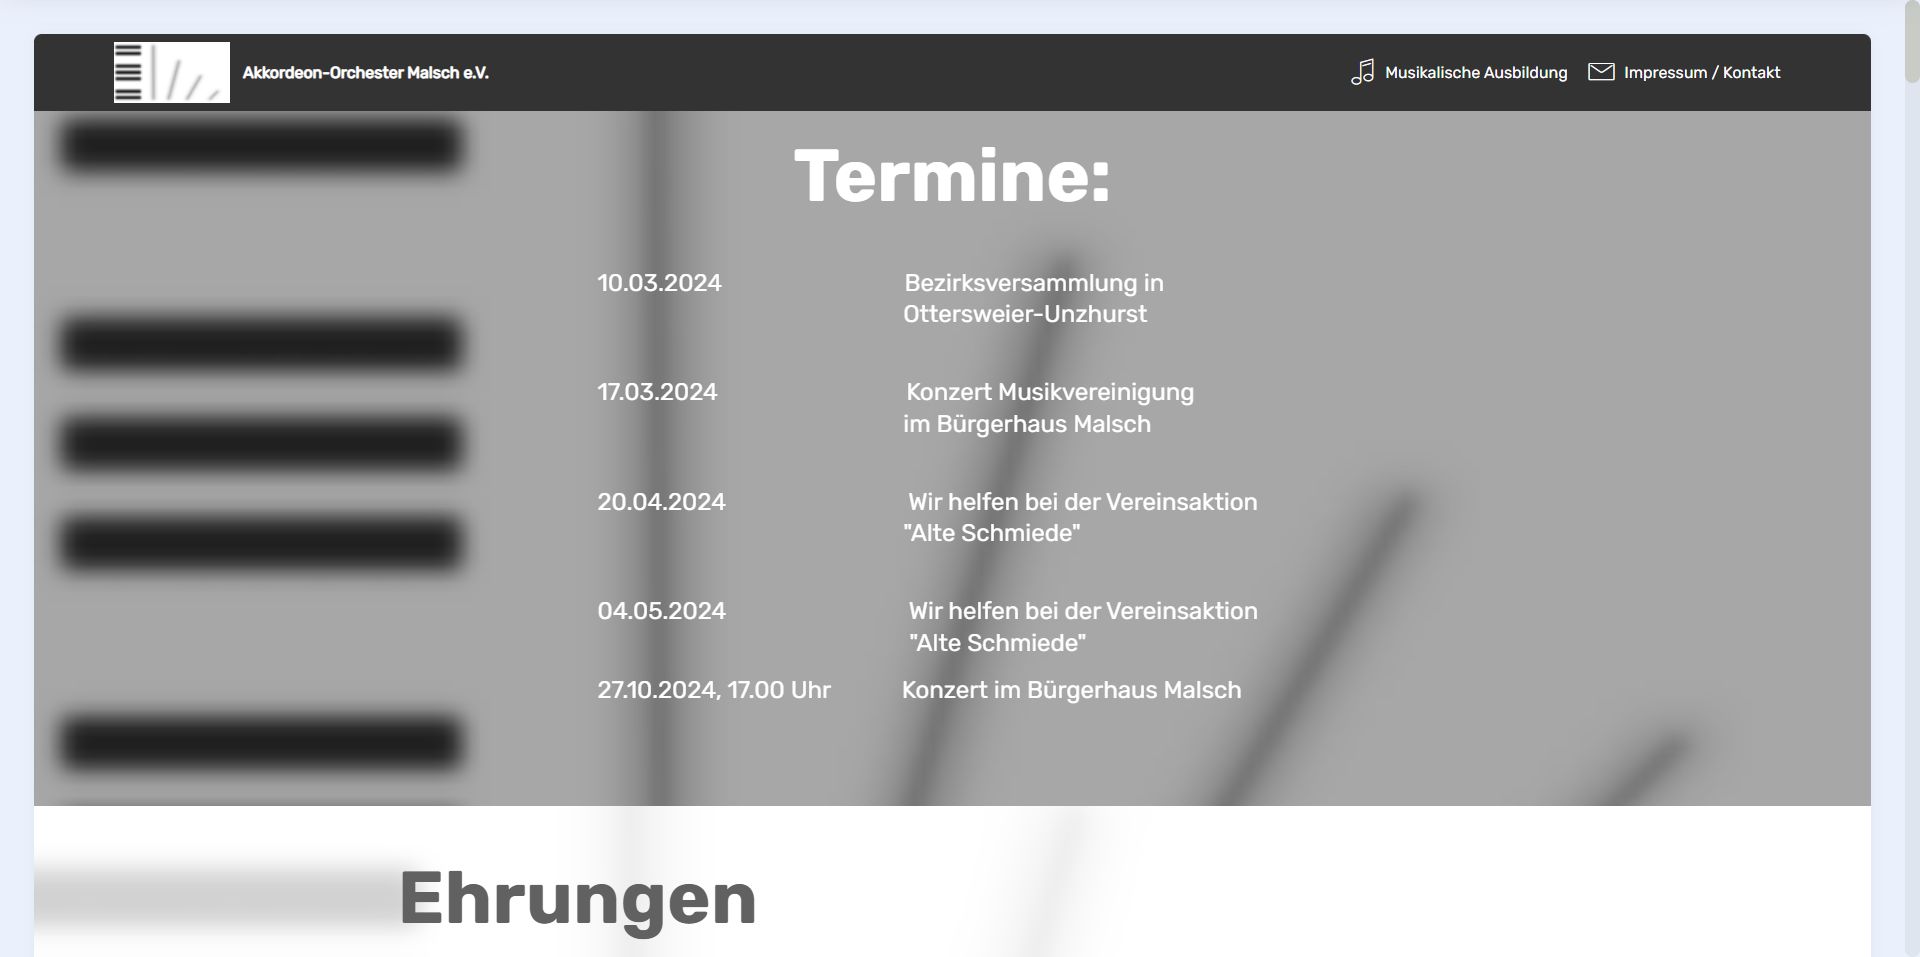 Akkordeon-Orchester Malsch e.V.
Musikalische Ausbildung
Impressum / Kontakt
Termine:
10.03.2024 Bezirksversammlung in
Ottersweier-Unzhurst
17.03.2024 Konzert Musikvereinigung
im Bürgerhaus Malsch
20.04.2024 Wir helfen bei der Vereinsaktion
"Alte Schmiede"
04.05.2024 Wir helfen bei der Vereinsaktion
"Alte Schmiede"
27.10.2024, 17.00 Uhr Konzert im Bürgerhaus Malsch
Ehrungen